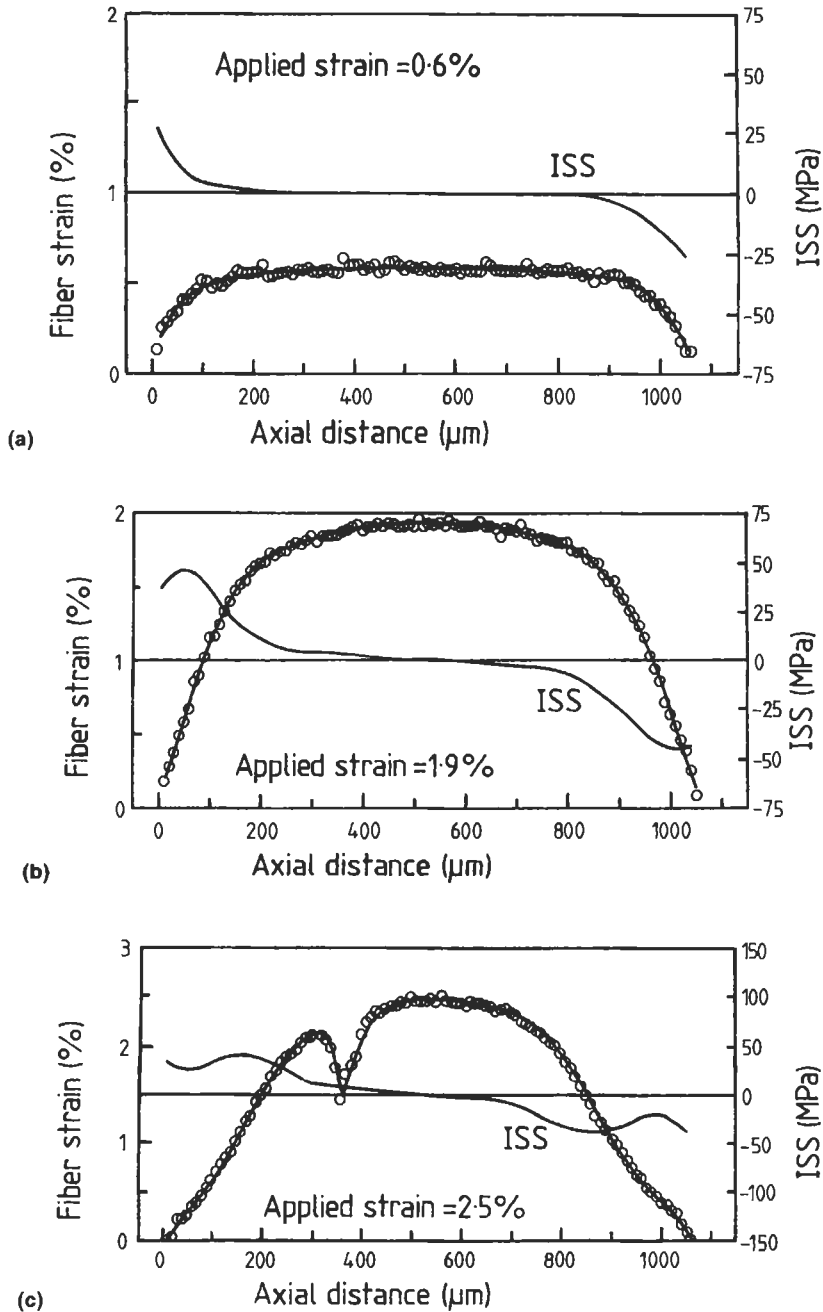 2
75
Applied strain =0·6%
50
25
ISS
Fiber strain (%)
1
0
ISS (MPa)
-25
-50
0
-75
0 200 400 600 800 1000
Axial distance (µm)
(a)
2
75
50
25
Fiber strain (%)
1
0
ISS (MPa)
ISS
-25
Applied strain =1·9%
-50
0
-75
0 200 400 600 800 1000
Axial distance (µm)
(b)
3
150
100
2
50
Fiber strain (%)
0
ISS (MPa)
ISS
1
-50
Applied strain =2·5%
-100
0
-150
0 200 400 600 800 1000
Axial distance (µm)
(c)